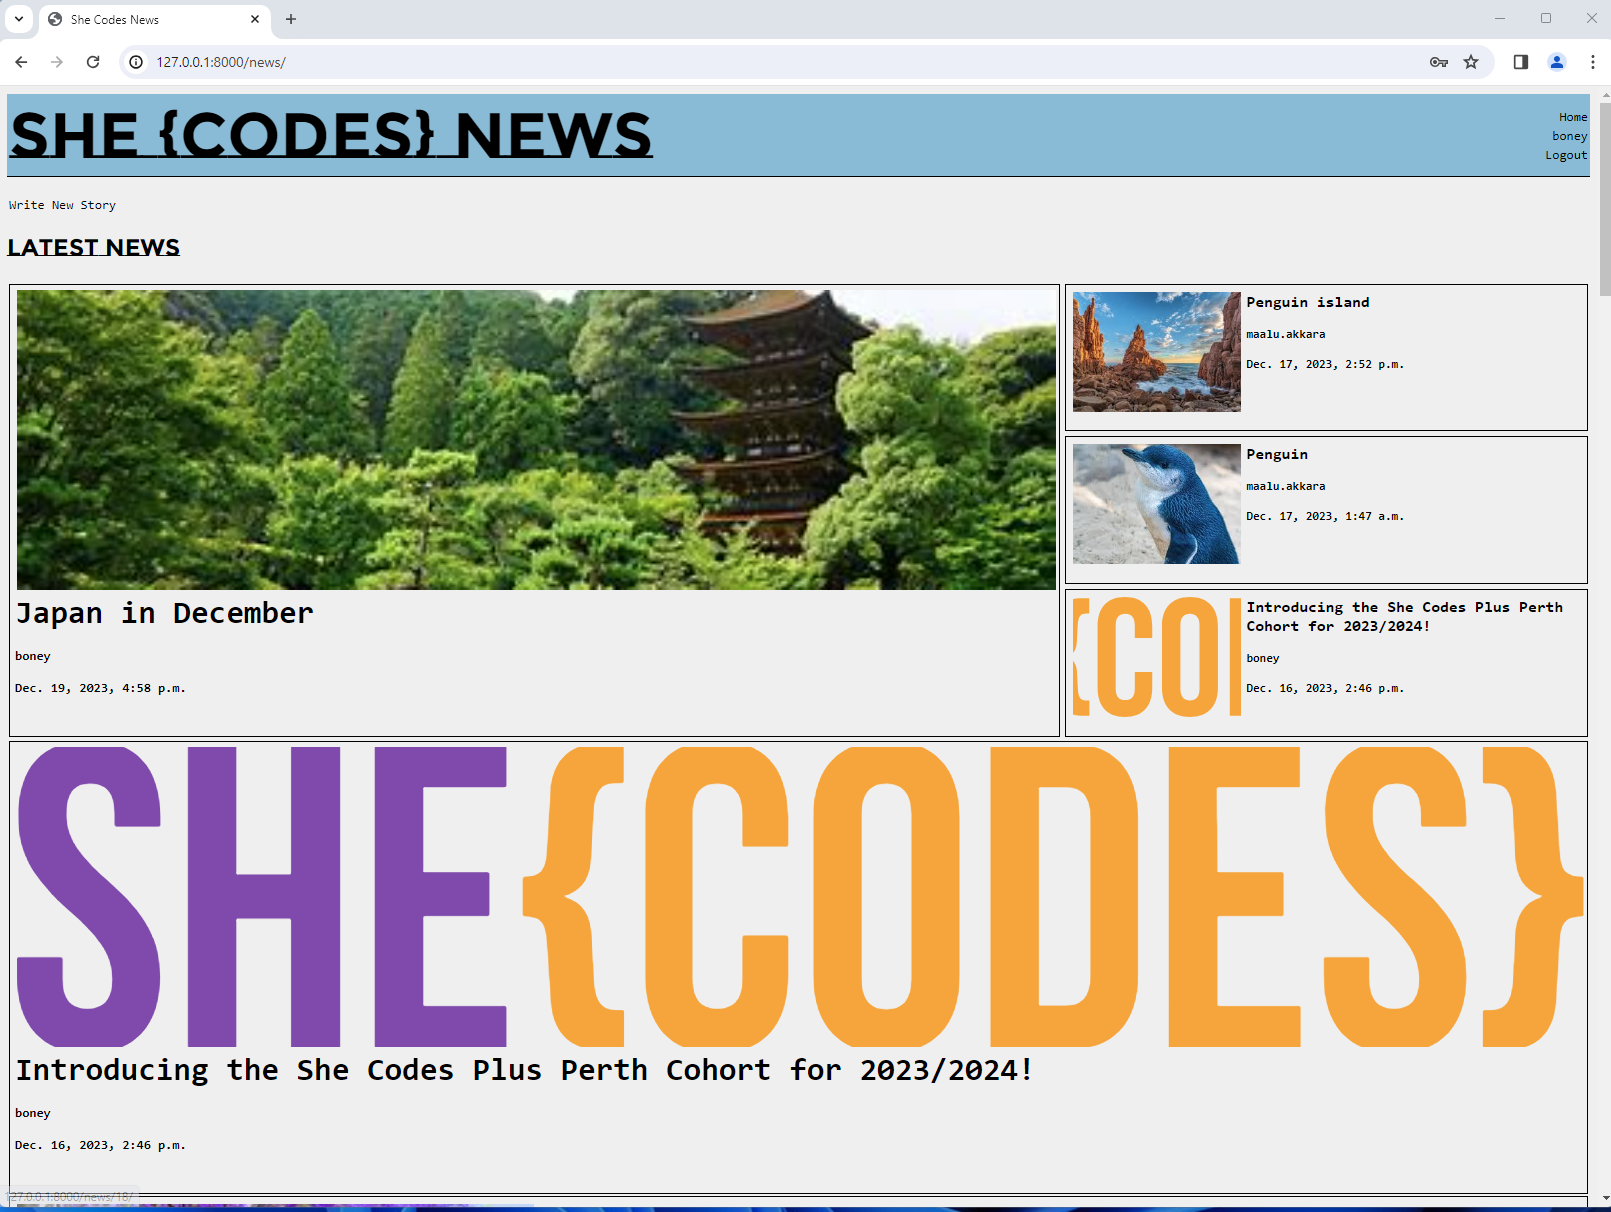 She Codes News
127.0.0.1:8000/news/
SHE {CODES} NEWS
Home
boney
Logout
Write New Story
LATEST NEWS
Japan in December
boney
Dec. 19, 2023, 4:58 p.m.
Penguin island
maalu.akkara
Dec. 17, 2023, 2:52 p.m.
Penguin
maalu.akkara
Dec. 17, 2023, 1:47 a.m.
{CO
Introducing the She Codes Plus Perth
Cohort for 2023/2024!
boney
Dec. 16, 2023, 2:46 p.m.
SHE{CODES}
Introducing the She Codes Plus Perth Cohort for 2023/2024!
boney
Dec. 16, 2023, 2:46 p.m.
127.0.0.1:8000/news/18/